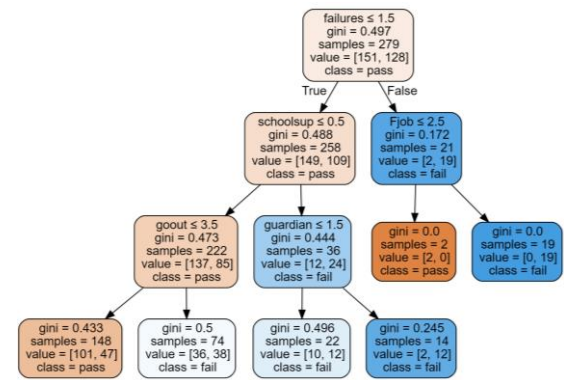 failures ≤ 1.5
gini = 0.497
samples = 279
value = [151, 128]
class = pass
True
False
schoolsup ≤ 0.5
gini = 0.488
samples = 258
value = [149, 109]
class = pass
Fjob ≤ 2.5
gini = 0.172
samples = 21
value = [2, 19]
class = fail
goout ≤ 3.5
gini = 0.473
samples = 222
value = [137, 85]
class = pass
guardian ≤ 1.5
gini = 0.444
samples = 36
value = [12, 24]
class = fail
gini = 0.0
samples = 2
value = [2, 0]
class = pass
gini = 0.0
samples = 19
value = [0, 19]
class = fail
gini = 0.433
samples = 148
value = [101, 47]
class = pass
gini = 0.5
samples = 74
value = [36, 38]
class = fail
gini = 0.496
samples = 22
value = [10, 12]
class = fail
gini = 0.245
samples = 14
value = [2, 12]
class = fail